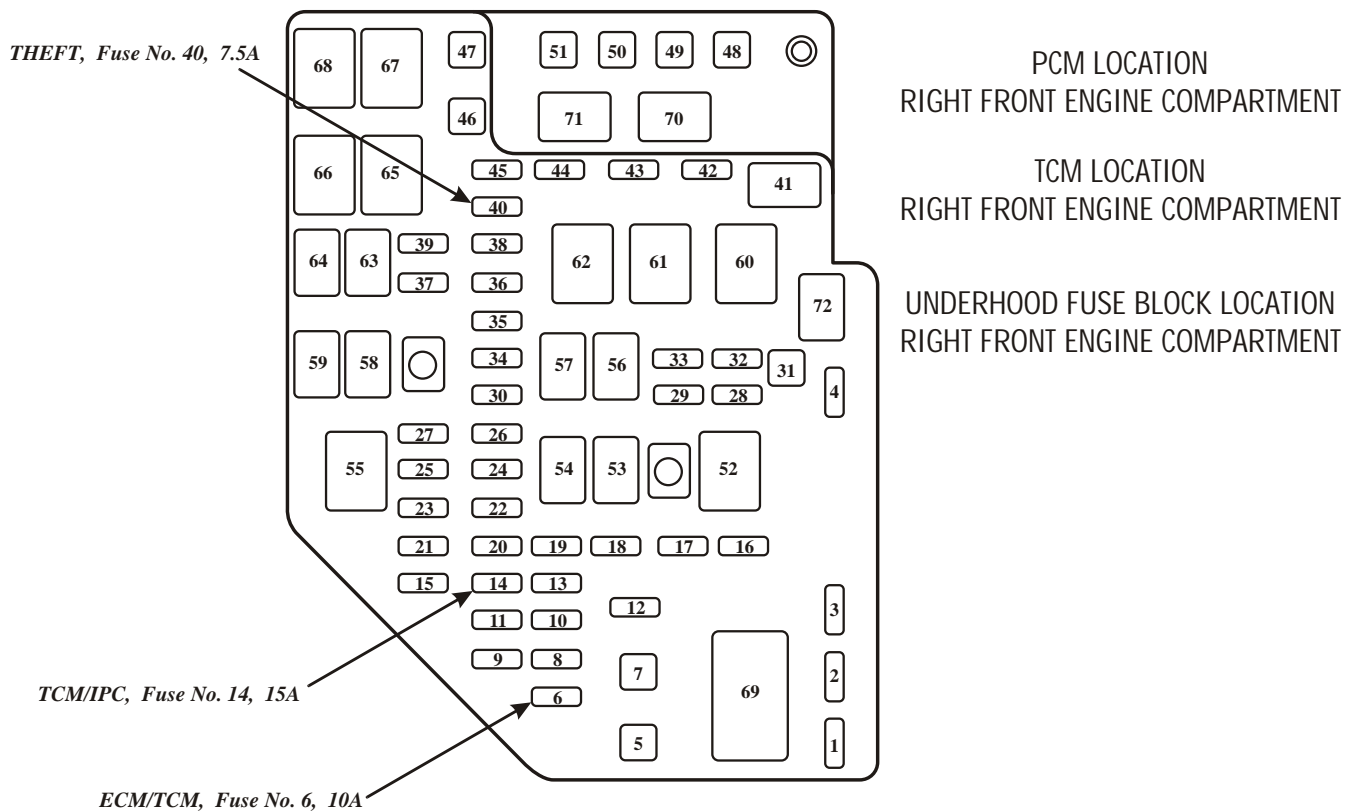 THEFT, Fuse No. 40, 7.5A
68 67 47 51 50 49 48
46 71 70
66 65 45 44 43 42 41
40
64 63 39 38 62 61 60
37 36 72
35
59 58 34 57 56 33 32 31 4
30 29 28
55 27 26 54 53 52
25 24
23 22
21 20 19 18 17 16
15 14 13
11 10 12 3
9 8 7 69 2
6
5 1
TCM/IPC, Fuse No. 14, 15A
ECM/TCM, Fuse No. 6, 10A
PCM LOCATION
RIGHT FRONT ENGINE COMPARTMENT
TCM LOCATION
RIGHT FRONT ENGINE COMPARTMENT
UNDERHOOD FUSE BLOCK LOCATION
RIGHT FRONT ENGINE COMPARTMENT